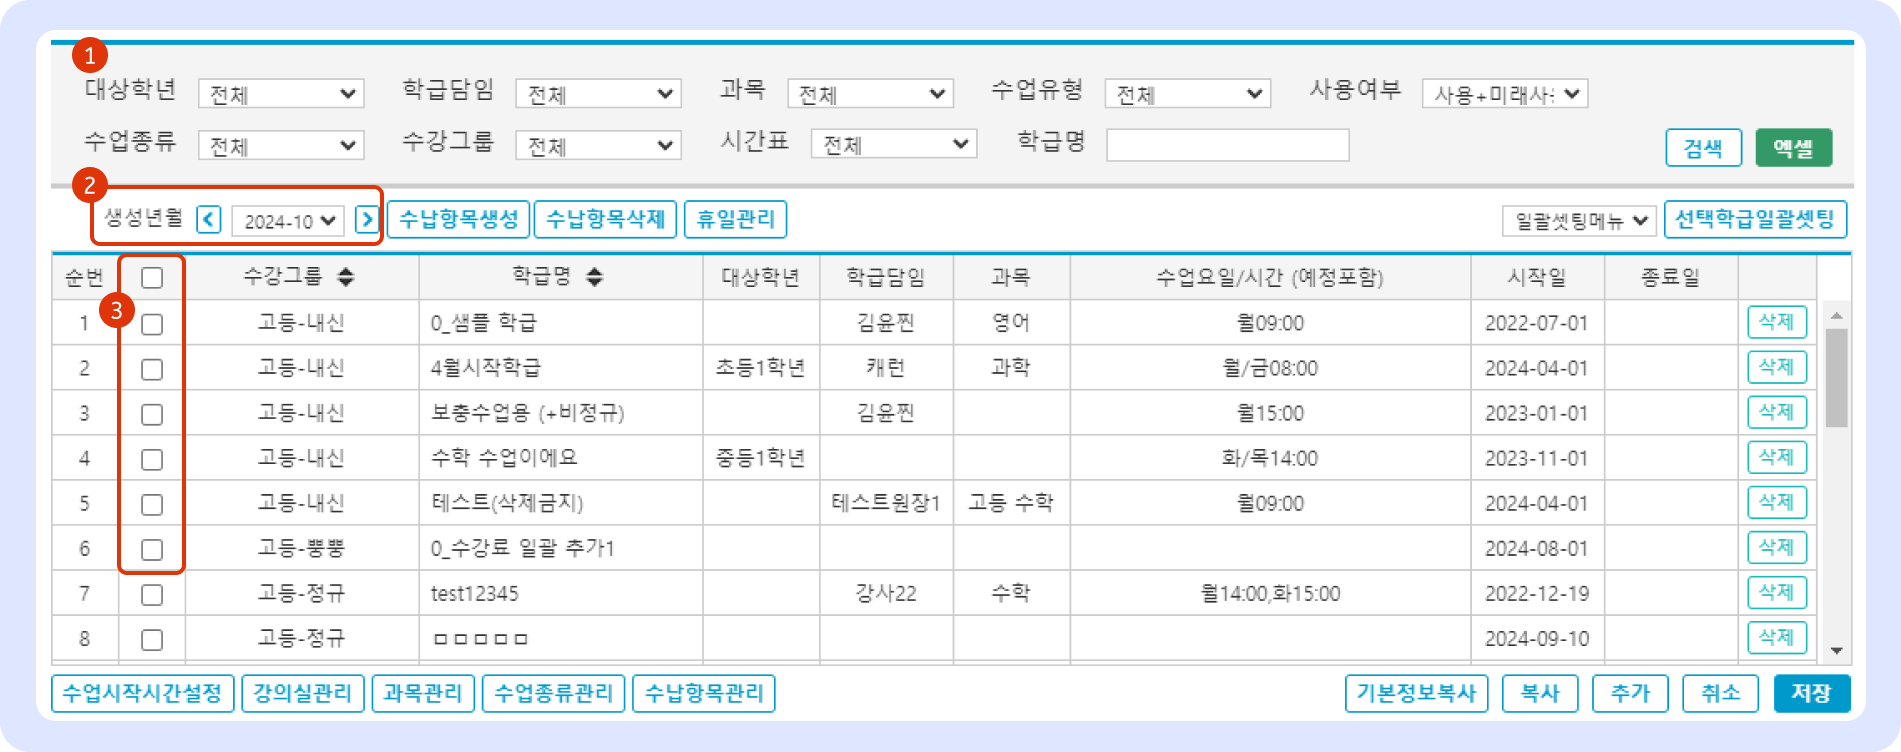 1
대상학년 전체 학급담임 전체 과목 전체 수업유형 전체 사용여부 사용+미래사용
수업종류 전체 수강그룹 전체 시간표 전체 학급명 검색 엑셀
2
생성년월 < 2024-10 > 수납항목생성 수납항목삭제 휴일관리 일괄셋팅메뉴 선택학급일괄셋팅
순번 수강그룹 학급명 대상학년 학급담임 과목 수업요일/시간 (예정포함) 시작일 종료일
3
1 고등-내신 0_샘플 학급 김윤찐 영어 월09:00 2022-07-01 삭제
2 고등-내신 4월시작학급 초등1학년 캐런 과학 월/금08:00 2024-04-01 삭제
3 고등-내신 보충수업용 (+비정규) 김윤찐 월15:00 2023-01-01 삭제
4 고등-내신 수학 수업이에요 중등1학년 화/목14:00 2023-11-01 삭제
5 고등-내신 테스트(삭제금지) 테스트원장1 고등 수학 월09:00 2024-04-01 삭제
6 고등-뿡뿡 0_수강료 일괄 추가1 2024-08-01 삭제
7 고등-정규 test12345 강사22 수학 월14:00,화15:00 2022-12-19 삭제
8 고등-정규 ㅁㅁㅁㅁㅁ 2024-09-10 삭제
수업시작시간설정 강의실관리 과목관리 수업종류관리 수납항목관리 기본정보복사 복사 추가 취소 저장